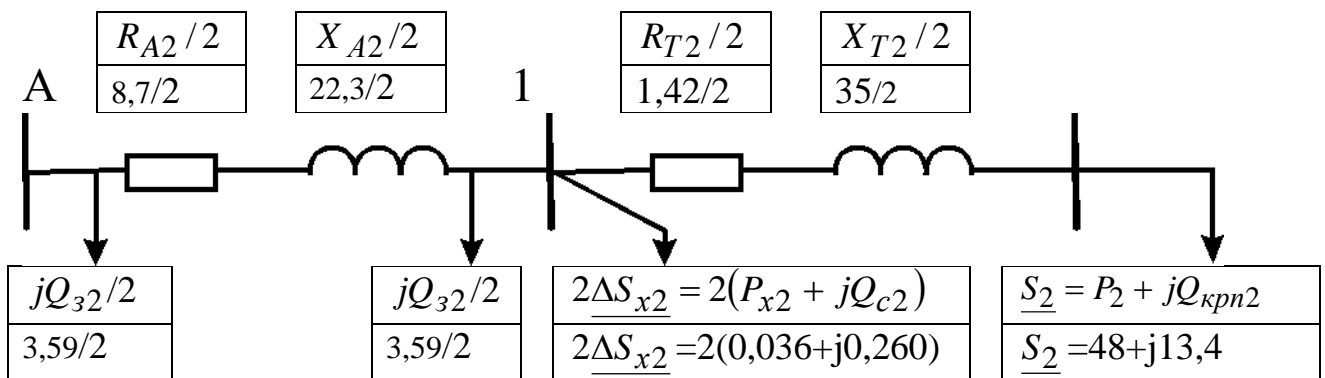 R_A2 / 2 X_A2/2 R_T2 / 2 X_T2 / 2
А 8,7/2 22,3/2 1 1,42/2 35/2
jQ_з2/2 jQ_з2/2 2ΔS_x2 = 2(P_x2 + jQ_c2) S_2 = P_2 + jQ_крп2
3,59/2 3,59/2 2ΔS_x2 =2(0,036+j0,260) S_2 =48+j13,4